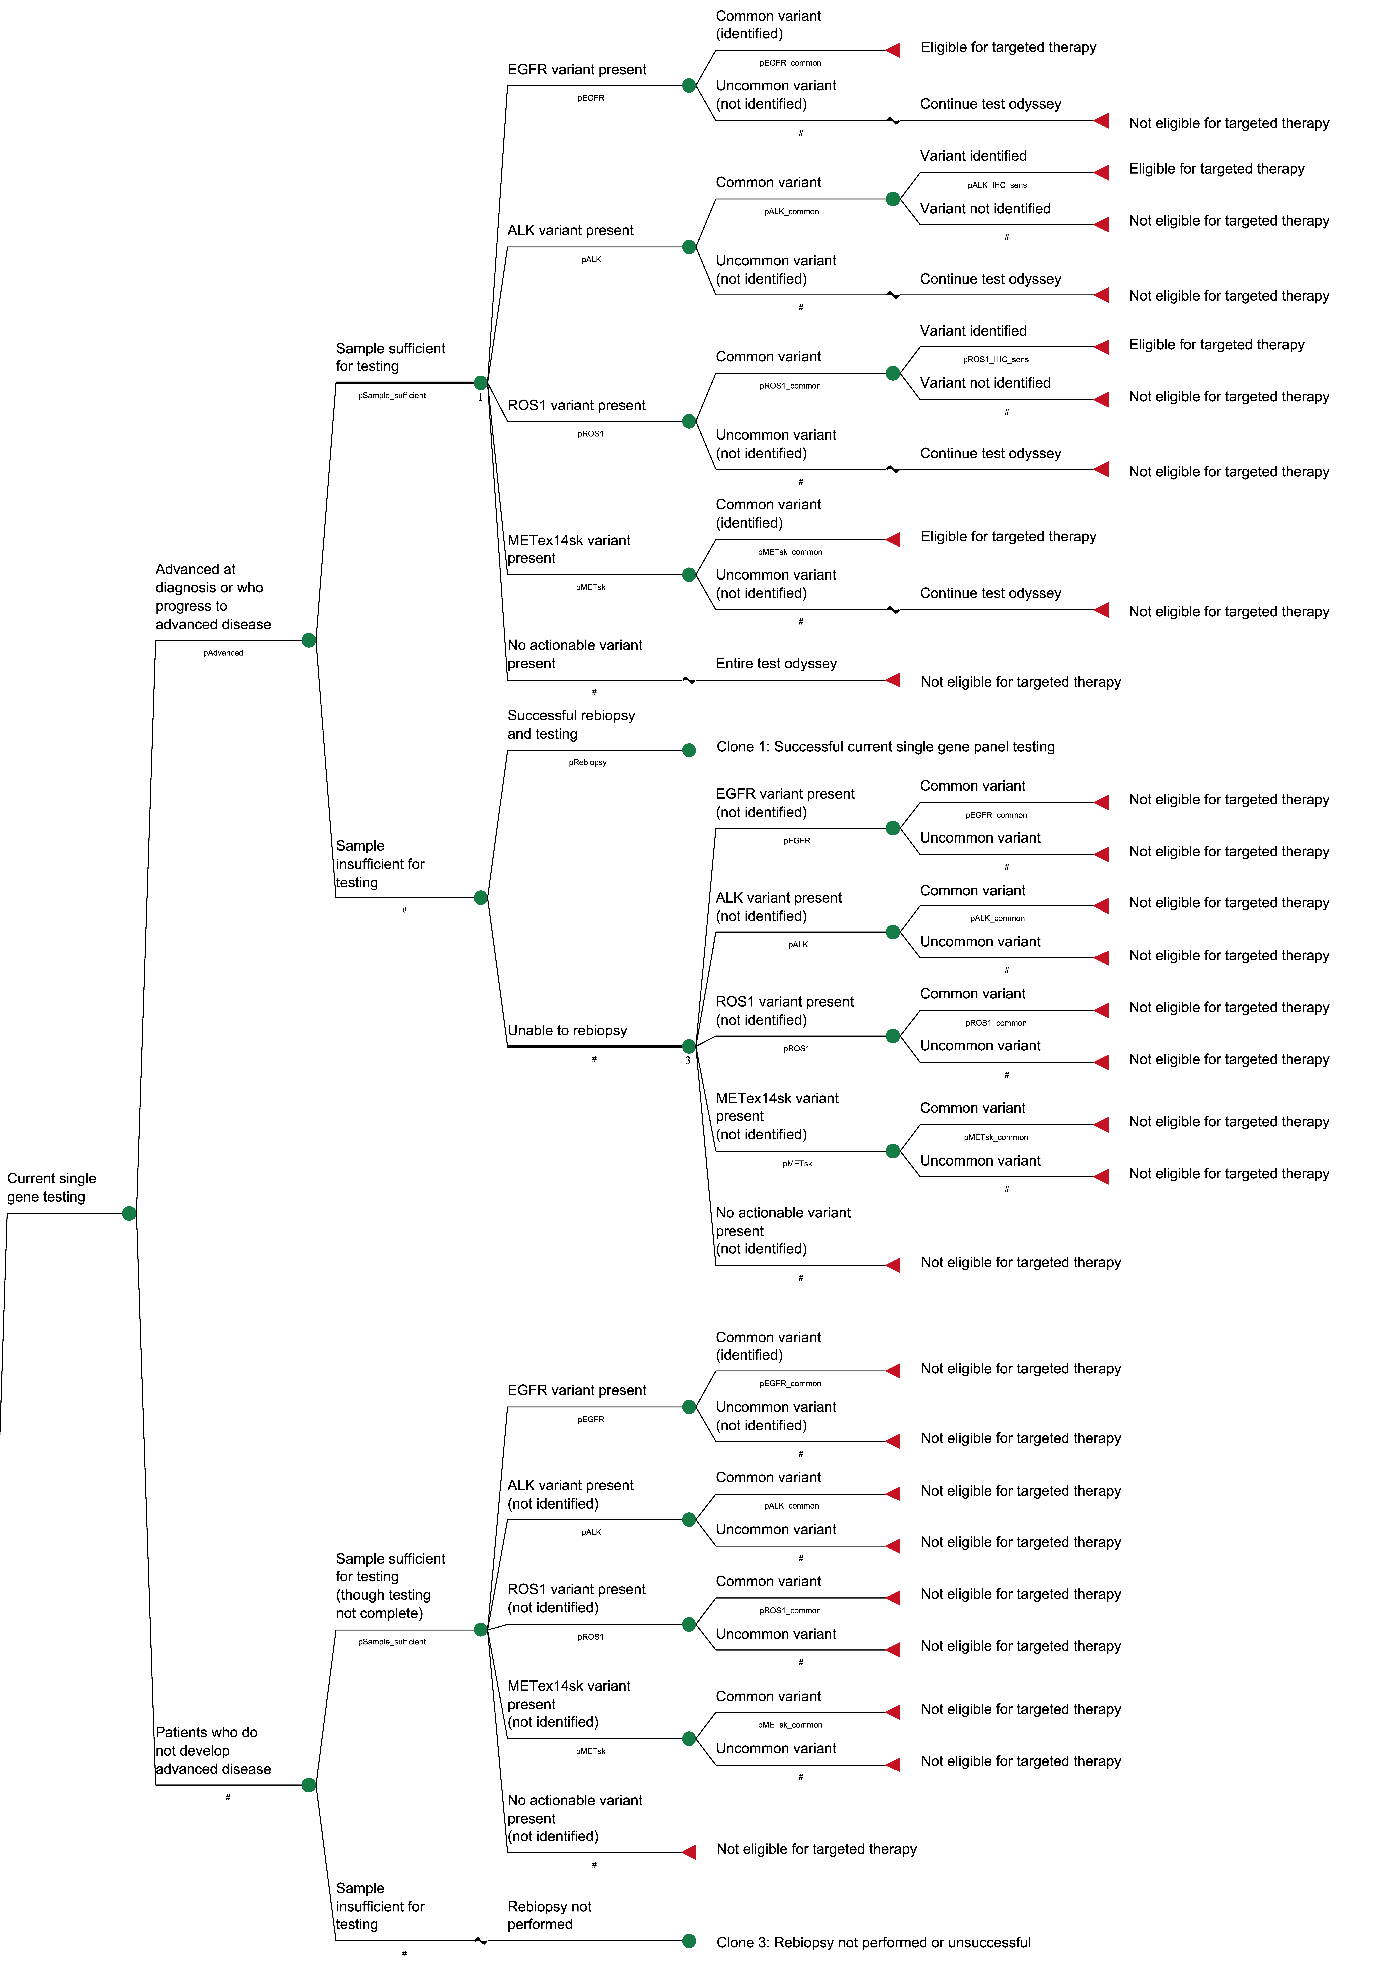 Common variant
(identified)
Eligible for targeted therapy
pEGFR_common
EGFR variant present
pEGFR
Uncommon variant
(not identified)
#
Continue test odyssey
Not eligible for targeted therapy
Variant identified
Eligible for targeted therapy
pALK_IHC_sens
Common variant
pALK_common
Variant not identified
#
Not eligible for targeted therapy
ALK variant present
pALK
Uncommon variant
(not identified)
#
Continue test odyssey
Not eligible for targeted therapy
Variant identified
Eligible for targeted therapy
pROS1_IHC_sens
Sample sufficient
for testing
pSample_sufficient
1
Common variant
pROS1_common
Variant not identified
#
Not eligible for targeted therapy
ROS1 variant present
pROS1
Uncommon variant
(not identified)
#
Continue test odyssey
Not eligible for targeted therapy
Common variant
(identified)
Eligible for targeted therapy
pMETsk_common
METex14sk variant
present
pMETsk
Uncommon variant
(not identified)
#
Continue test odyssey
Not eligible for targeted therapy
Advanced at
diagnosis or who
progress to
advanced disease
pAdvanced
No actionable variant
present
#
Entire test odyssey
Not eligible for targeted therapy
Successful rebiopsy
and testing
pRebiopsy
Clone 1: Successful current single gene panel testing
EGFR variant present
(not identified)
pEGFR
Common variant
pEGFR_common
Not eligible for targeted therapy
Uncommon variant
#
Not eligible for targeted therapy
Sample
insufficient for
testing
#
ALK variant present
(not identified)
pALK
Common variant
pALK_common
Not eligible for targeted therapy
Uncommon variant
#
Not eligible for targeted therapy
ROS1 variant present
(not identified)
pROS1
Common variant
pROS1_common
Not eligible for targeted therapy
Uncommon variant
#
Not eligible for targeted therapy
Unable to rebiopsy
#
3
METex14sk variant
present
(not identified)
pMETsk
Common variant
pMETsk_common
Not eligible for targeted therapy
Uncommon variant
#
Not eligible for targeted therapy
Current single
gene testing
No actionable variant
present
(not identified)
#
Not eligible for targeted therapy
Common variant
(identified)
pEGFR_common
Not eligible for targeted therapy
EGFR variant present
pEGFR
Uncommon variant
(not identified)
#
Not eligible for targeted therapy
ALK variant present
(not identified)
pALK
Common variant
pALK_common
Not eligible for targeted therapy
Uncommon variant
#
Not eligible for targeted therapy
Sample sufficient
for testing
(though testing
not complete)
pSample_sufficient
ROS1 variant present
(not identified)
pROS1
Common variant
pROS1_common
Not eligible for targeted therapy
Uncommon variant
#
Not eligible for targeted therapy
METex14sk variant
present
(not identified)
pMETsk
Common variant
pMETsk_common
Not eligible for targeted therapy
Uncommon variant
#
Not eligible for targeted therapy
Patients who do
not develop
advanced disease
#
No actionable variant
present
(not identified)
#
Not eligible for targeted therapy
Sample
insufficient for
testing
#
Rebiopsy not
performed
Clone 3: Rebiopsy not performed or unsuccessful